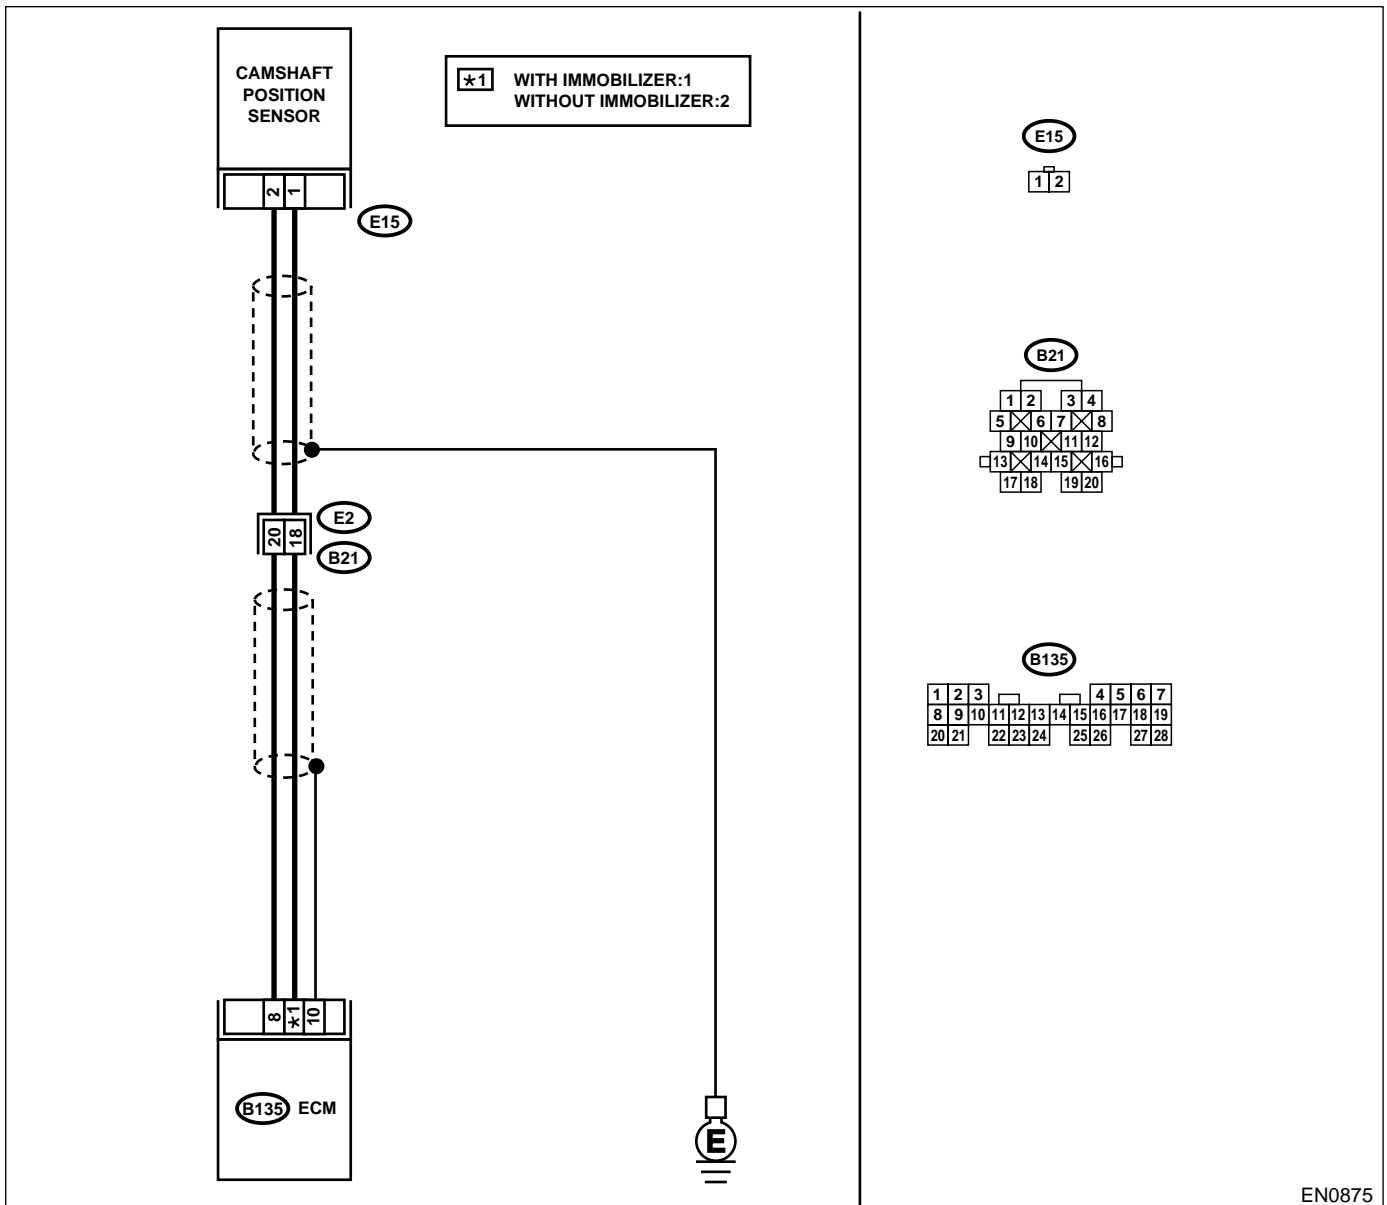 CAMSHAFT
POSITION
SENSOR
*1 WITH IMMOBILIZER:1
WITHOUT IMMOBILIZER:2
2 1
E15
E2
20 18
B21
8 *1 10
B135 ECM
E
E15
1 2
B21
1 2 3 4
5 6 7 8
9 10 11 12
13 14 15 16
17 18 19 20
B135
1 2 3 4 5 6 7
8 9 10 11 12 13 14 15 16 17 18 19
20 21 22 23 24 25 26 27 28
EN0875